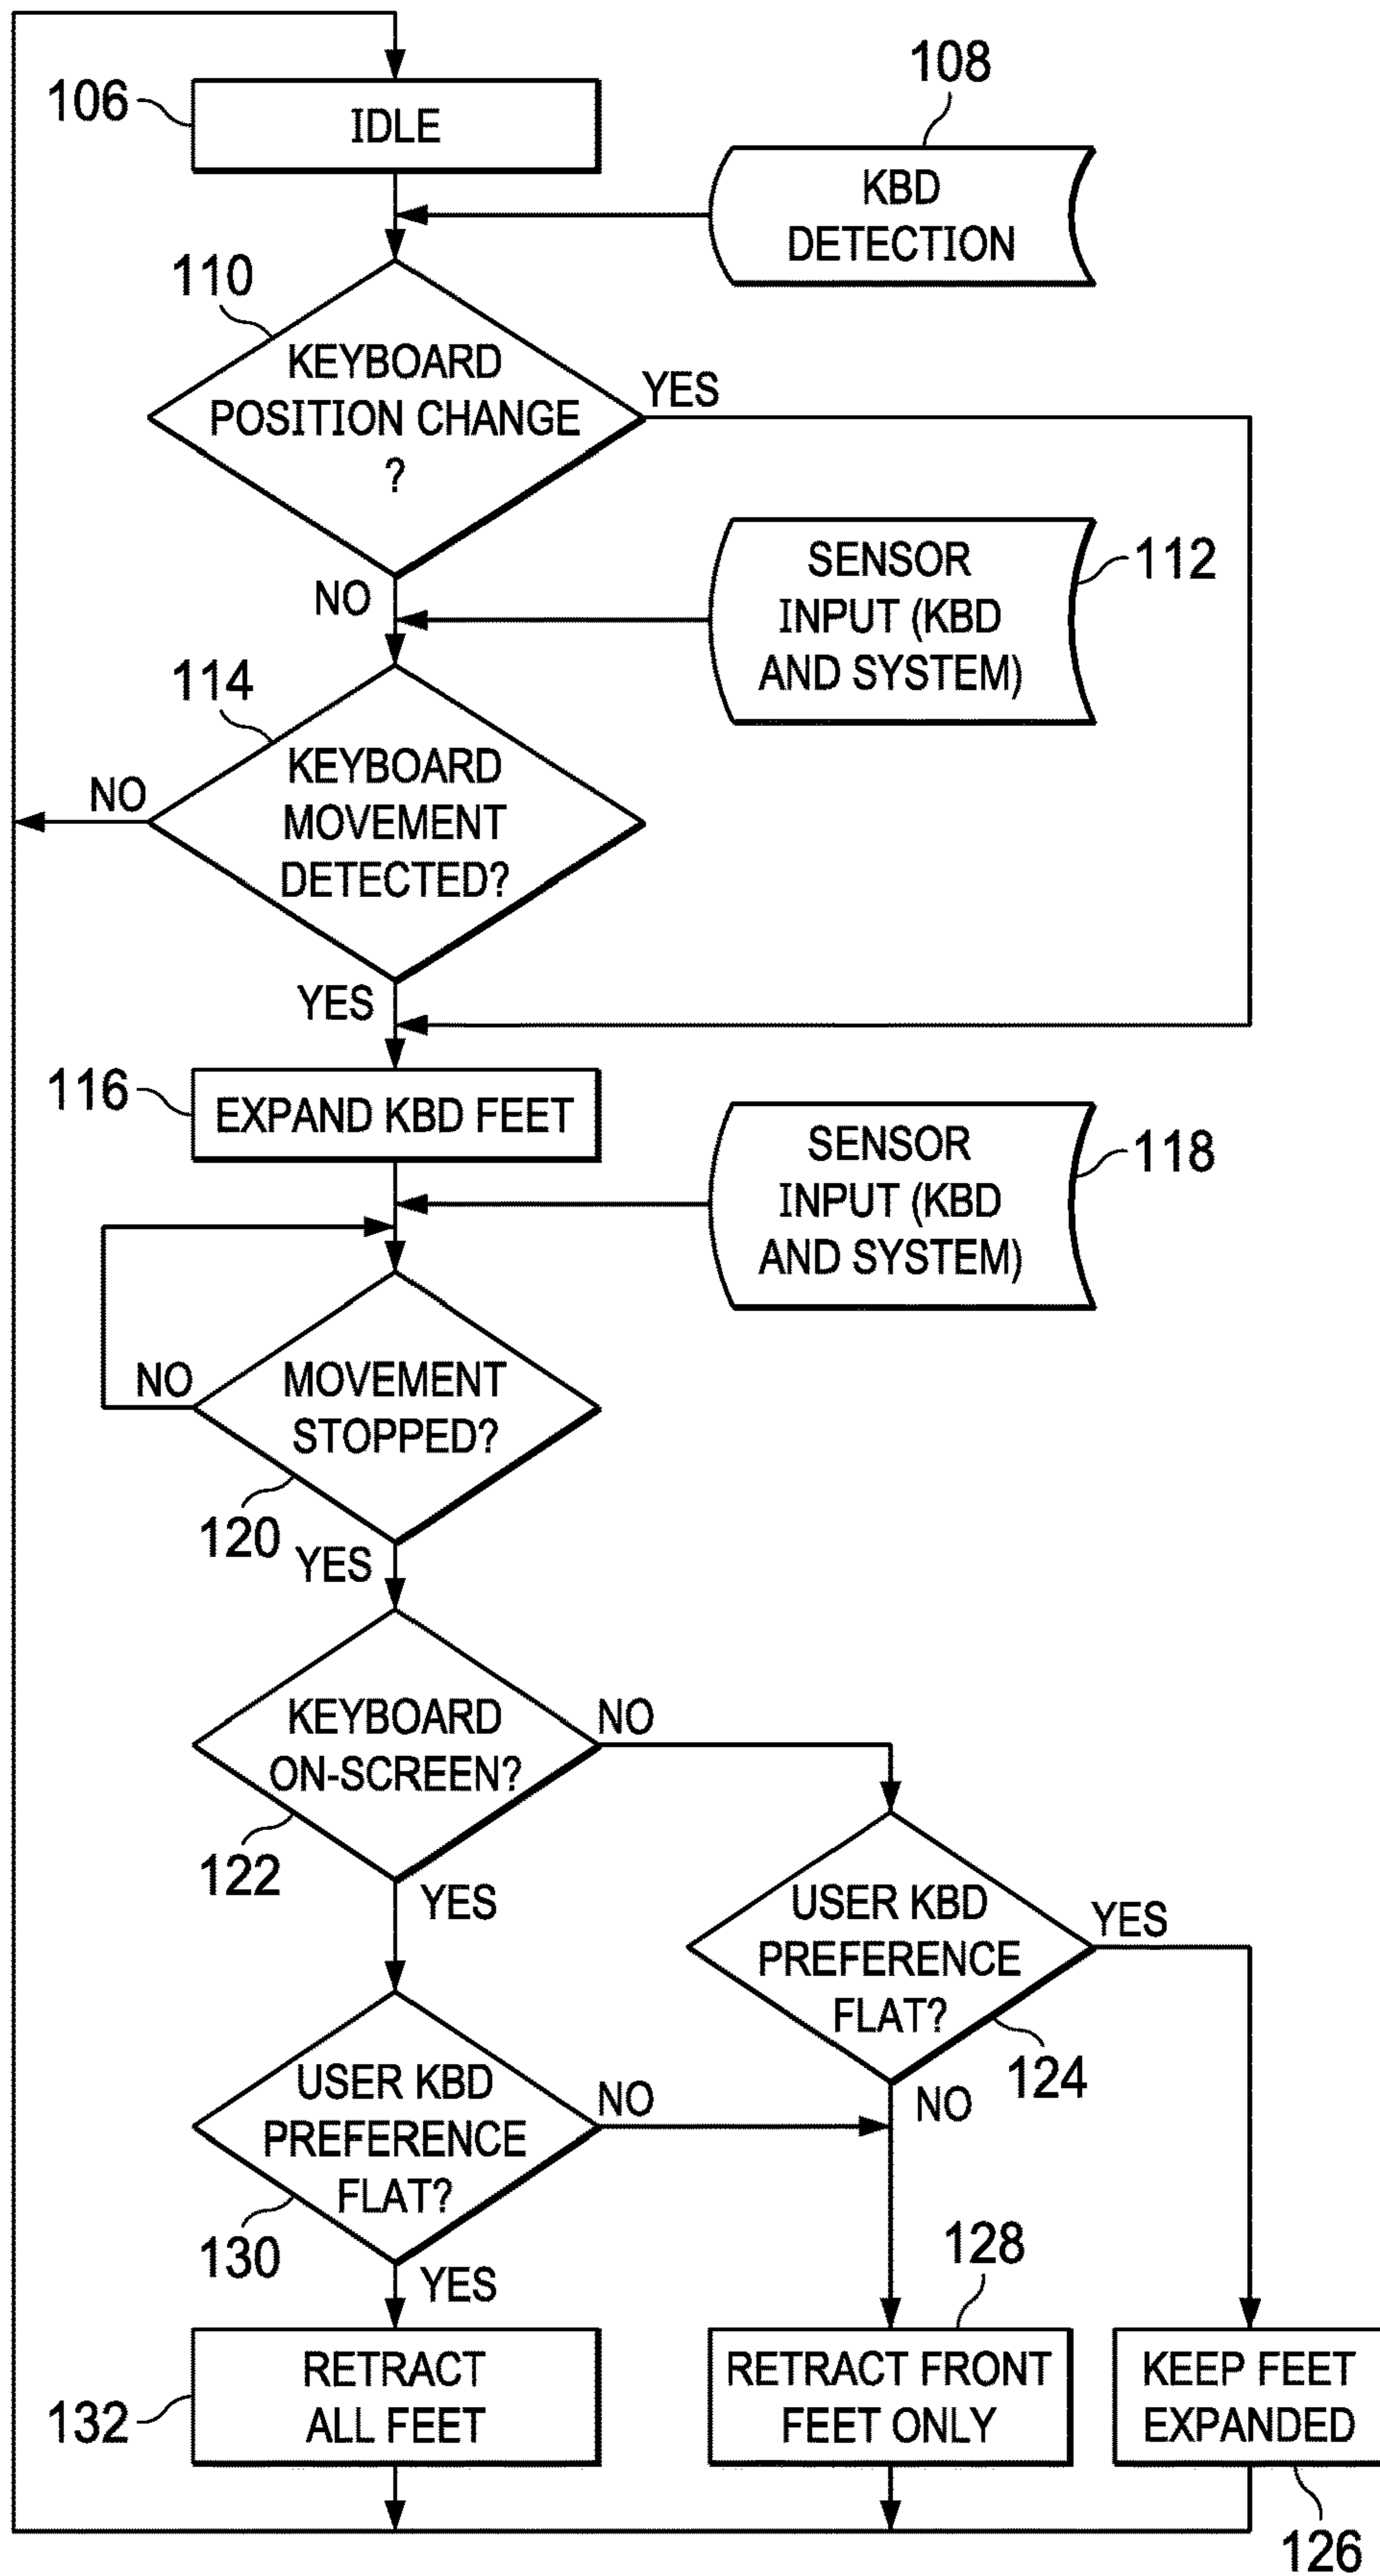 106
IDLE
108
KBD
DETECTION
110
KEYBOARD
POSITION CHANGE
?
YES
NO
SENSOR
INPUT (KBD
AND SYSTEM)
112
114
KEYBOARD
MOVEMENT
DETECTED?
NO
YES
116
EXPAND KBD FEET
SENSOR
INPUT (KBD
AND SYSTEM)
118
NO
MOVEMENT
STOPPED?
120
YES
KEYBOARD
ON-SCREEN?
NO
122
YES
USER KBD
PREFERENCE
FLAT?
YES
124
NO
USER KBD
PREFERENCE
FLAT?
NO
130
YES
128
132
RETRACT
ALL FEET
RETRACT FRONT
FEET ONLY
KEEP FEET
EXPANDED
126